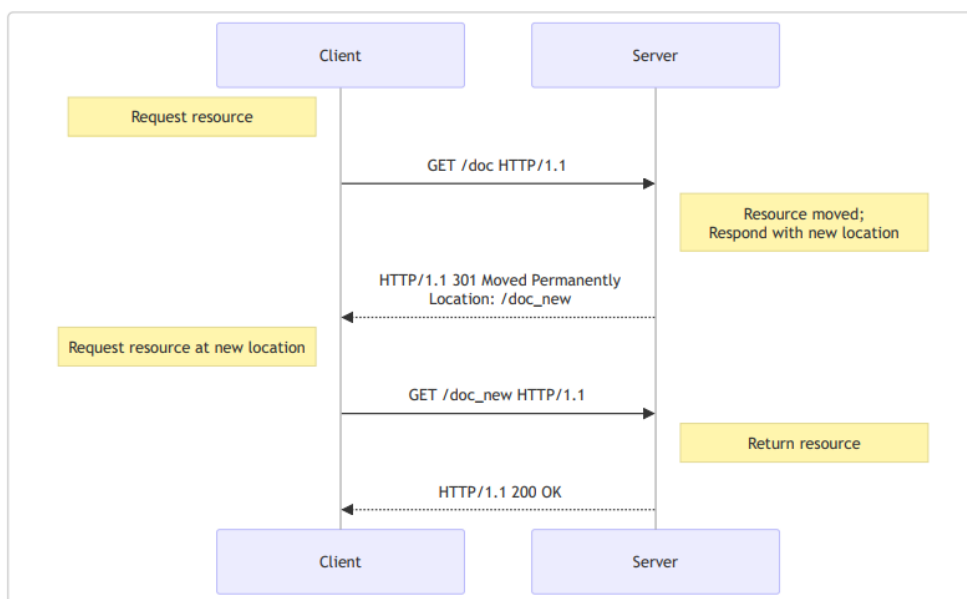 Client
Server
Request resource
GET /doc HTTP/1.1
Resource moved;
Respond with new location
HTTP/1.1 301 Moved Permanently
Location: /doc_new
Request resource at new location
GET /doc_new HTTP/1.1
Return resource
HTTP/1.1 200 OK
Client
Server